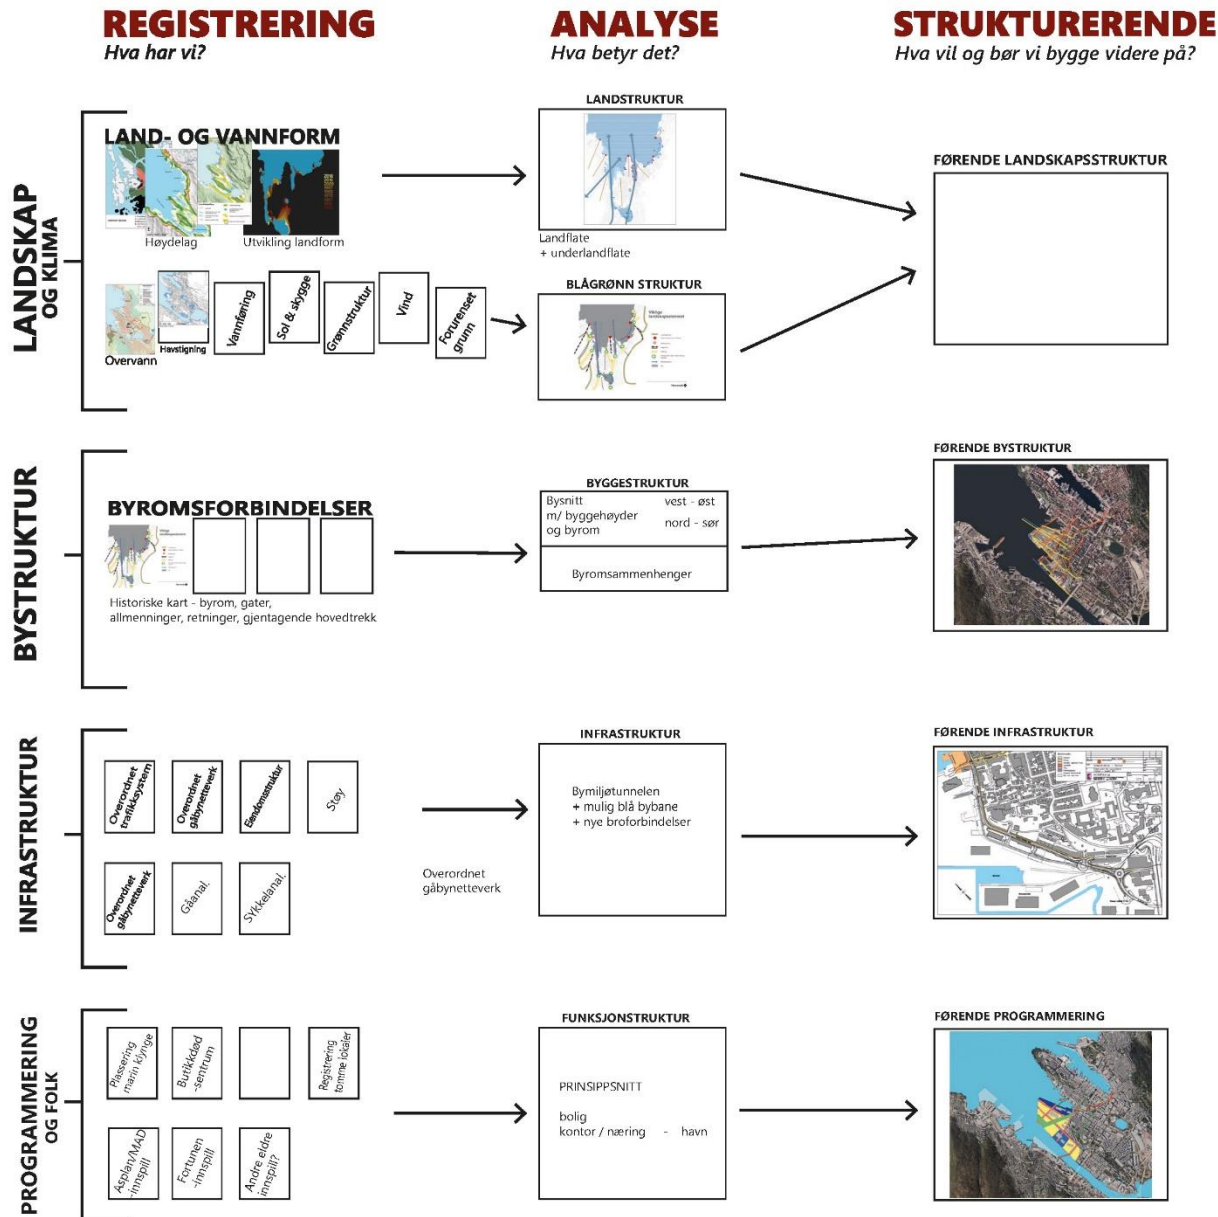 REGISTRERING
Hva har vi?
ANALYSE
Hva betyr det?
STRUKTURERENDE
Hva vil og bør vi bygge videre på?
LANDSKAP
OG KLIMA
LAND- OG VANNFORM
Høydelag
Utvikling landform
Overvann
Havstigning
Vannføring
Sol & skygge
Grønnstruktur
Vind
Forurenset
grunn
LANDSTRUKTUR
Landflate
+ underlandflate
BLÅGRØNN STRUKTUR
FØRENDE LANDSKAPSSTRUKTUR
BYSTRUKTUR
BYROMSFORBINDELSER
Historiske kart - byrom, gater,
allmenninger, retninger, gjentagende hovedtrekk
BYGGESTRUKTUR
Bysnitt vest - øst
m/ byggehøyder
og byrom nord - sør
Byromsammenhenger
FØRENDE BYSTRUKTUR
INFRASTRUKTUR
Overordnet
trafikksystem
Overordnet
gåbynetteverk
Eiendomsstruktur
Støy
Overordnet
gåbynetteverk
Gåanal.
SYkkelanal.
Overordnet
gåbynetteverk
INFRASTRUKTUR
Bymiljøtunnelen
+ mulig blå bybane
+ nye broforbindelser
FØRENDE INFRASTRUKTUR
PROGRAMMERING
OG FOLK
Plassering
marin klynge
Butikkdød
-sentrum
Registrering
tomme lokaler
Asplan/MAD
-innspill
Fortunen
-innspill
Andre eldre
innspill?
FUNKSJONSTRUKTUR
PRINSIPPSNITT
bolig
kontor / næring - havn
FØRENDE PROGRAMMERING